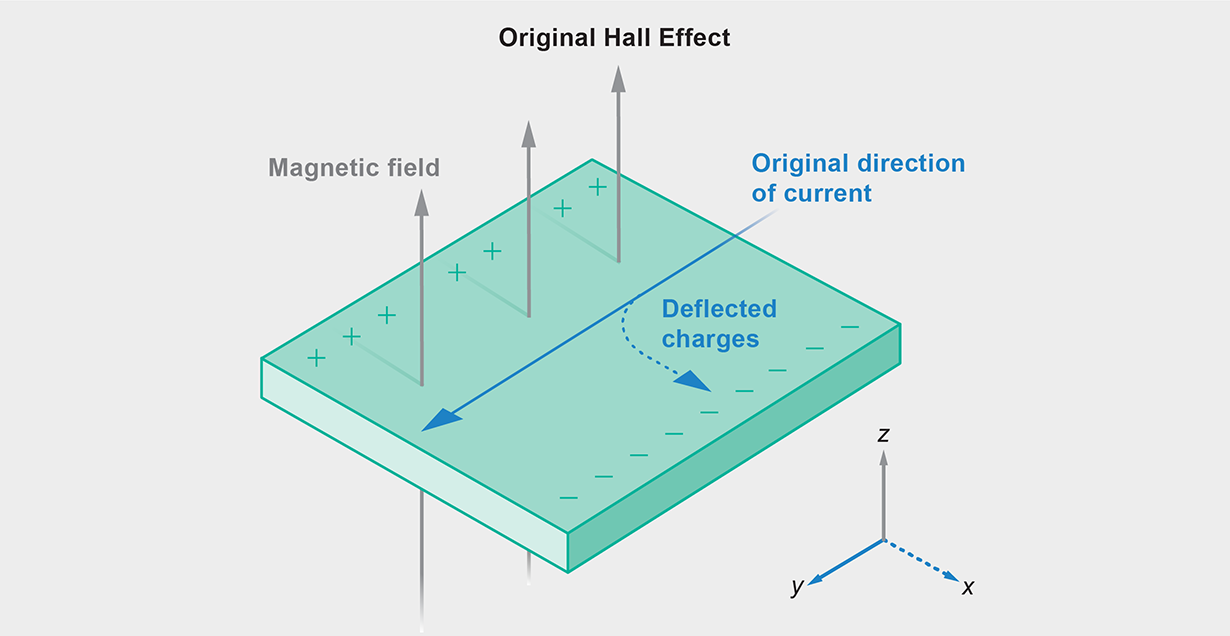 Original Hall Effect
Magnetic field
Original direction
of current
Deflected
charges
z
y
x